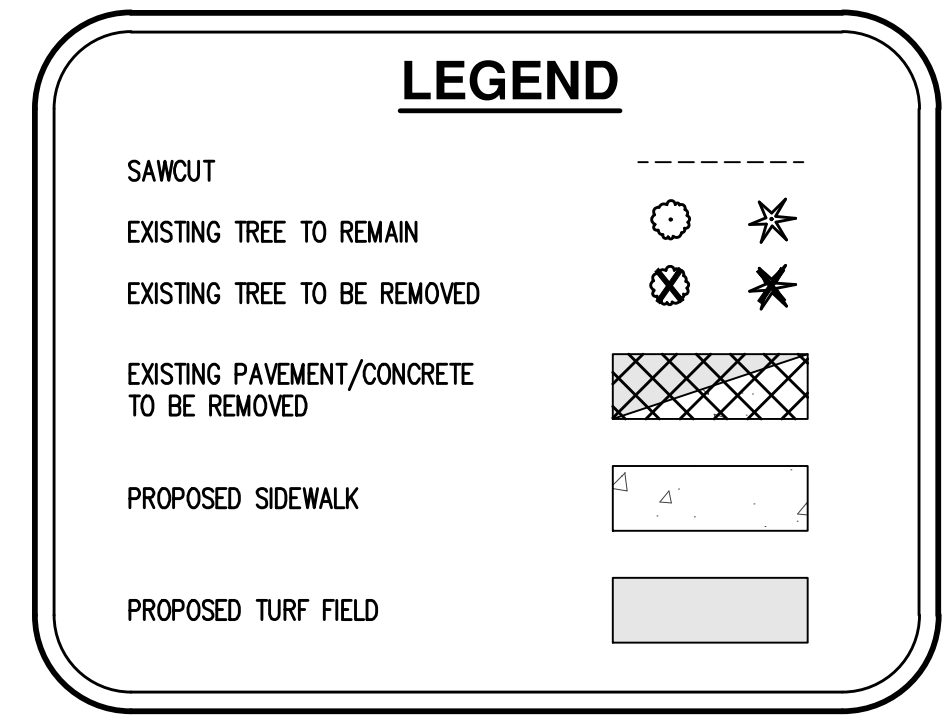 LEGEND
SAWCUT
EXISTING TREE TO REMAIN
EXISTING TREE TO BE REMOVED
EXISTING PAVEMENT/CONCRETE
TO BE REMOVED
PROPOSED SIDEWALK
PROPOSED TURF FIELD